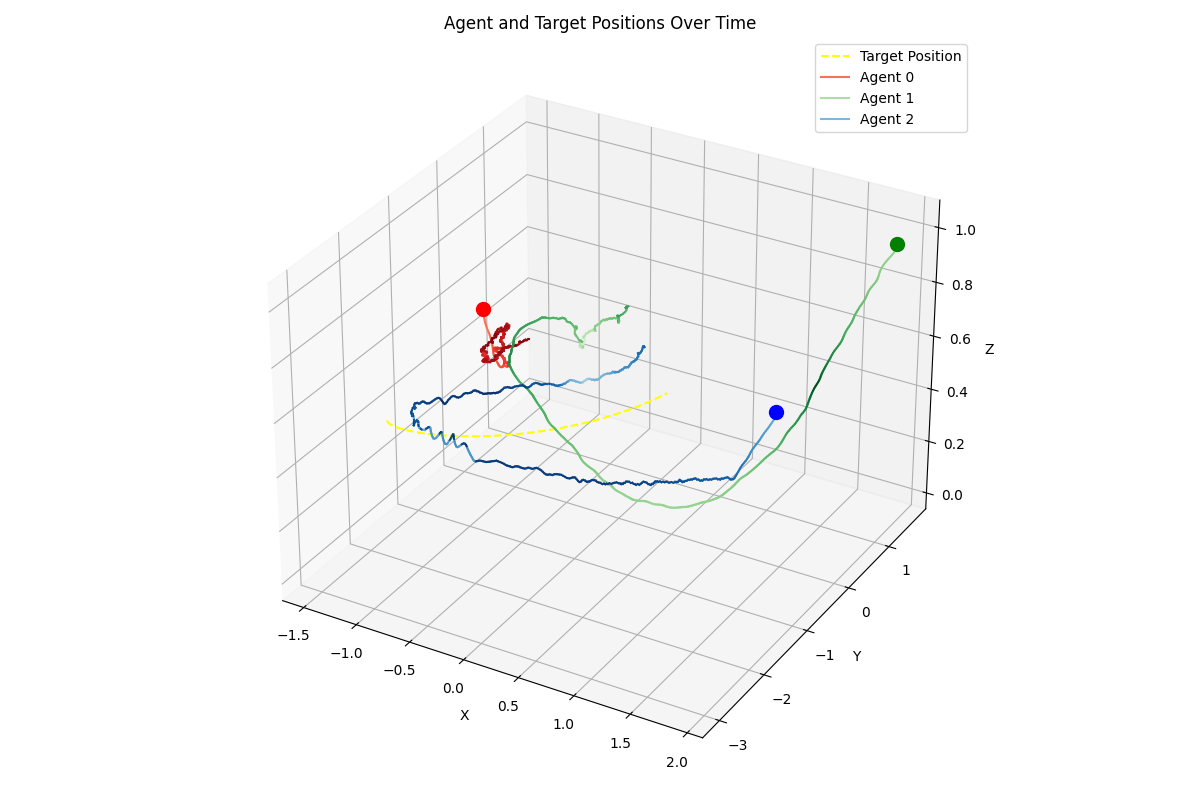 Agent and Target Positions Over Time
Target Position
Agent 0
Agent 1
Agent 2
1.0
0.8
0.6
Z
0.4
0.2
0.0
1
0
−1
Y
−2
−3
−1.5
−1.0
−0.5
0.0
0.5
X
1.0
1.5
2.0